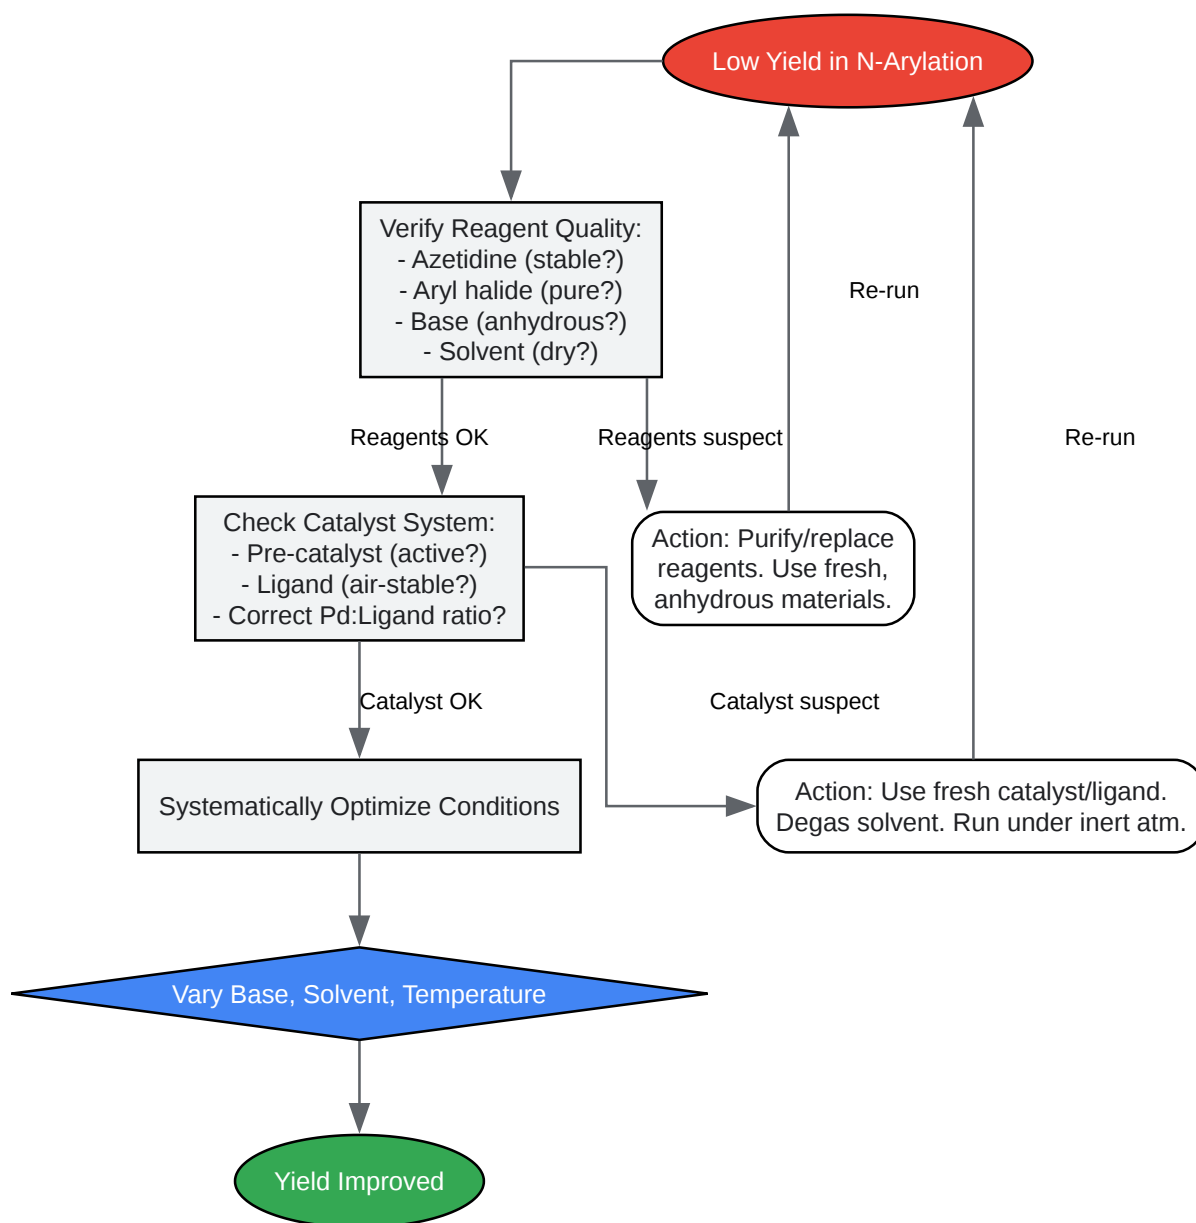 Low Yield in N-Arylation
Verify Reagent Quality:
- Azetidine (stable?)
- Aryl halide (pure?)
- Base (anhydrous?)
- Solvent (dry?)
Re-run
Reagents OK
Reagents suspect
Re-run
Check Catalyst System:
- Pre-catalyst (active?)
- Ligand (air-stable?)
- Correct Pd:Ligand ratio?
Action: Purify/replace
reagents. Use fresh,
anhydrous materials.
Catalyst OK
Catalyst suspect
Systematically Optimize Conditions
Action: Use fresh catalyst/ligand.
Degas solvent. Run under inert atm.
Vary Base, Solvent, Temperature
Yield Improved